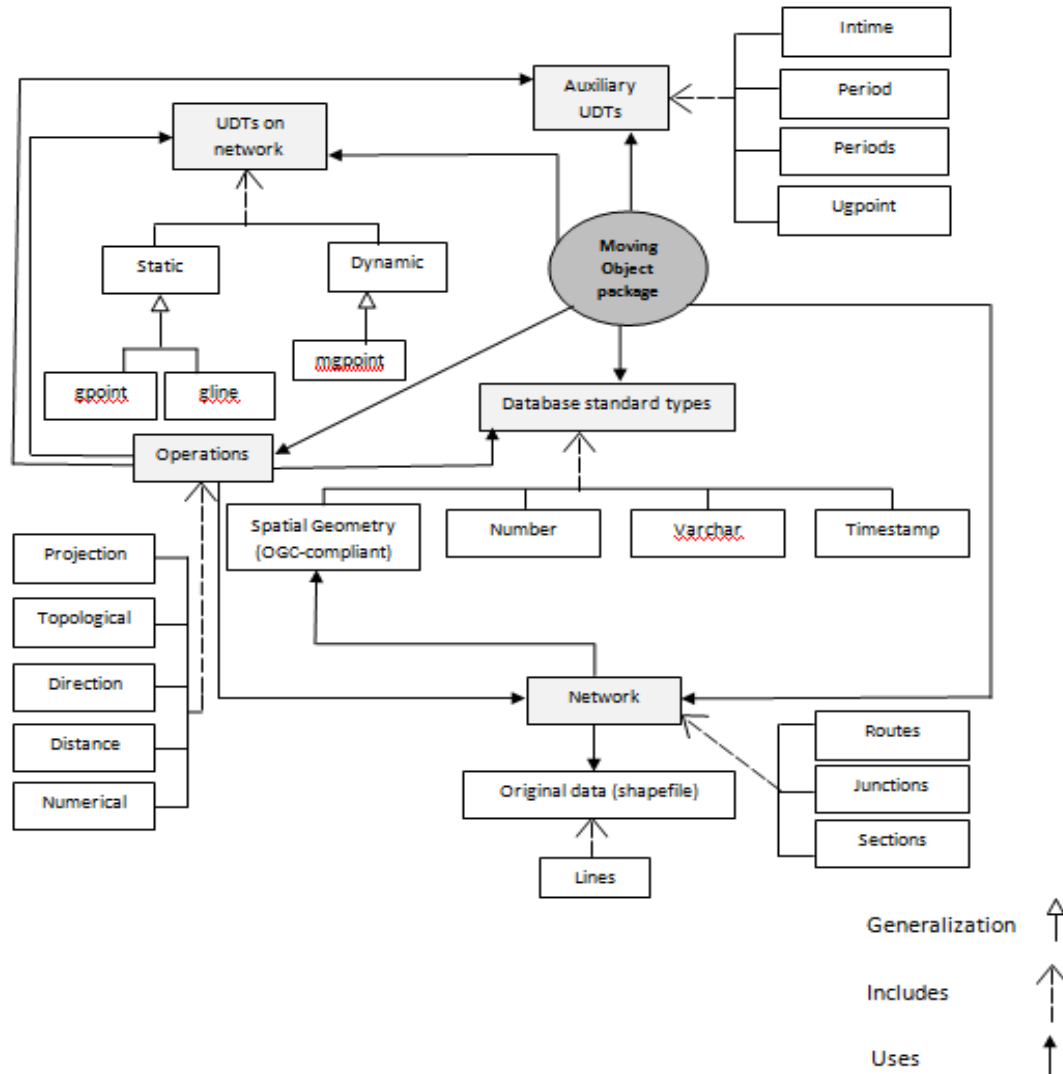 Intime
Auxiliary
UDTs
Period
UDTs on
network
Periods
Ugpoint
Moving
Object
package
Static
Dynamic
mgpoint
gpoint
gline
Database standard types
Operations
Spatial Geometry
(OGC-compliant)
Number
Varchar
Timestamp
Projection
Topological
Direction
Distance
Numerical
Network
Routes
Original data (shapefile)
Junctions
Sections
Lines
Generalization
Includes
Uses